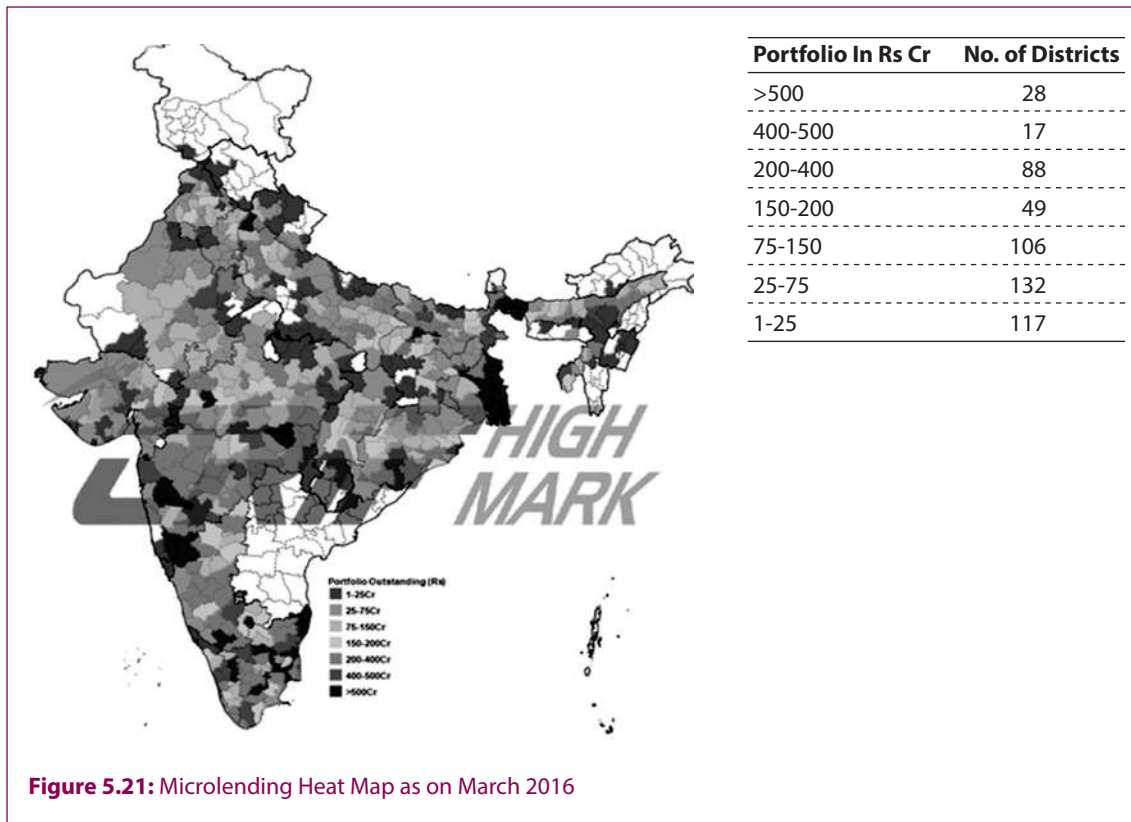 Portfolio In Rs Cr No. of Districts
>500 28
400-500 17
200-400 88
150-200 49
75-150 106
25-75 132
1-25 117
HIGH
MARK
Portfolio Outstanding (Rs)
1-25Cr
25-75Cr
75-150Cr
150-200Cr
200-400Cr
400-500Cr
>500Cr
Figure 5.21: Microlending Heat Map as on March 2016